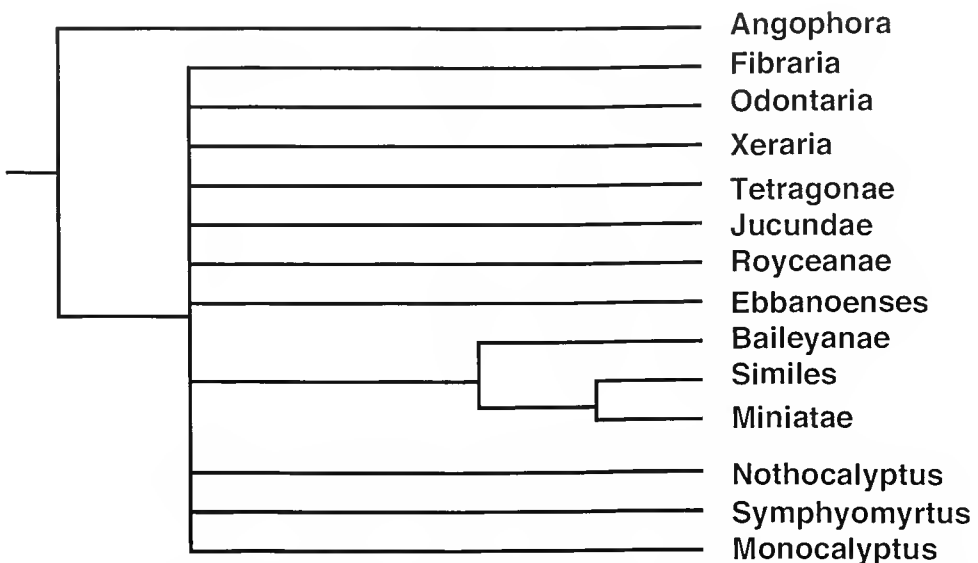 Angophora
Fibraria
Odontaria
Xeraria
Tetragonae
Jucundae
Royceanae
Ebbanoenses
Baileyanae
Similes
Miniatae
Nothocalyptus
Symphyomyrtus
Monocalyptus